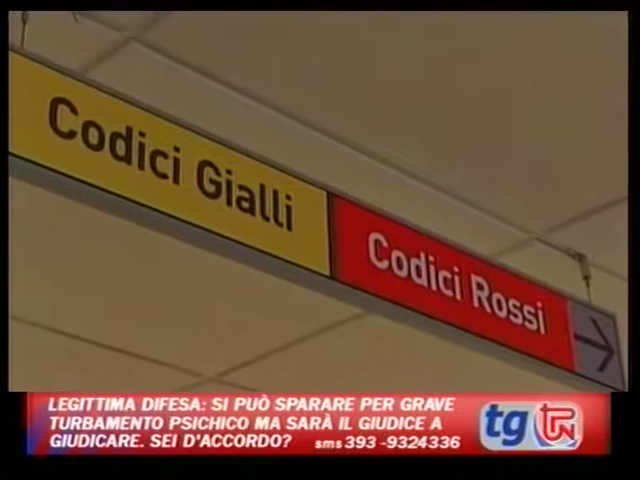 Codici Gialli
Codici Rossi
LEGITTIMA DIFESA: SI PUÒ SPARARE PER GRAVE
TURBAMENTO PSICHICO MA SARÀ IL GIUDICE A
GIUDICARE. SEI D'ACCORDO? sms 393 -9324336
tg TRN